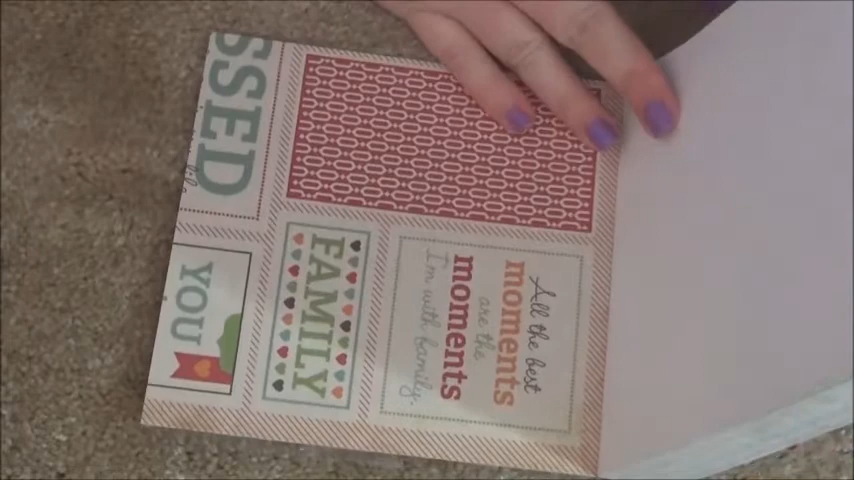 SSED
All the best
moments
are the
moments
I'm with family.
FAMILY
YOU